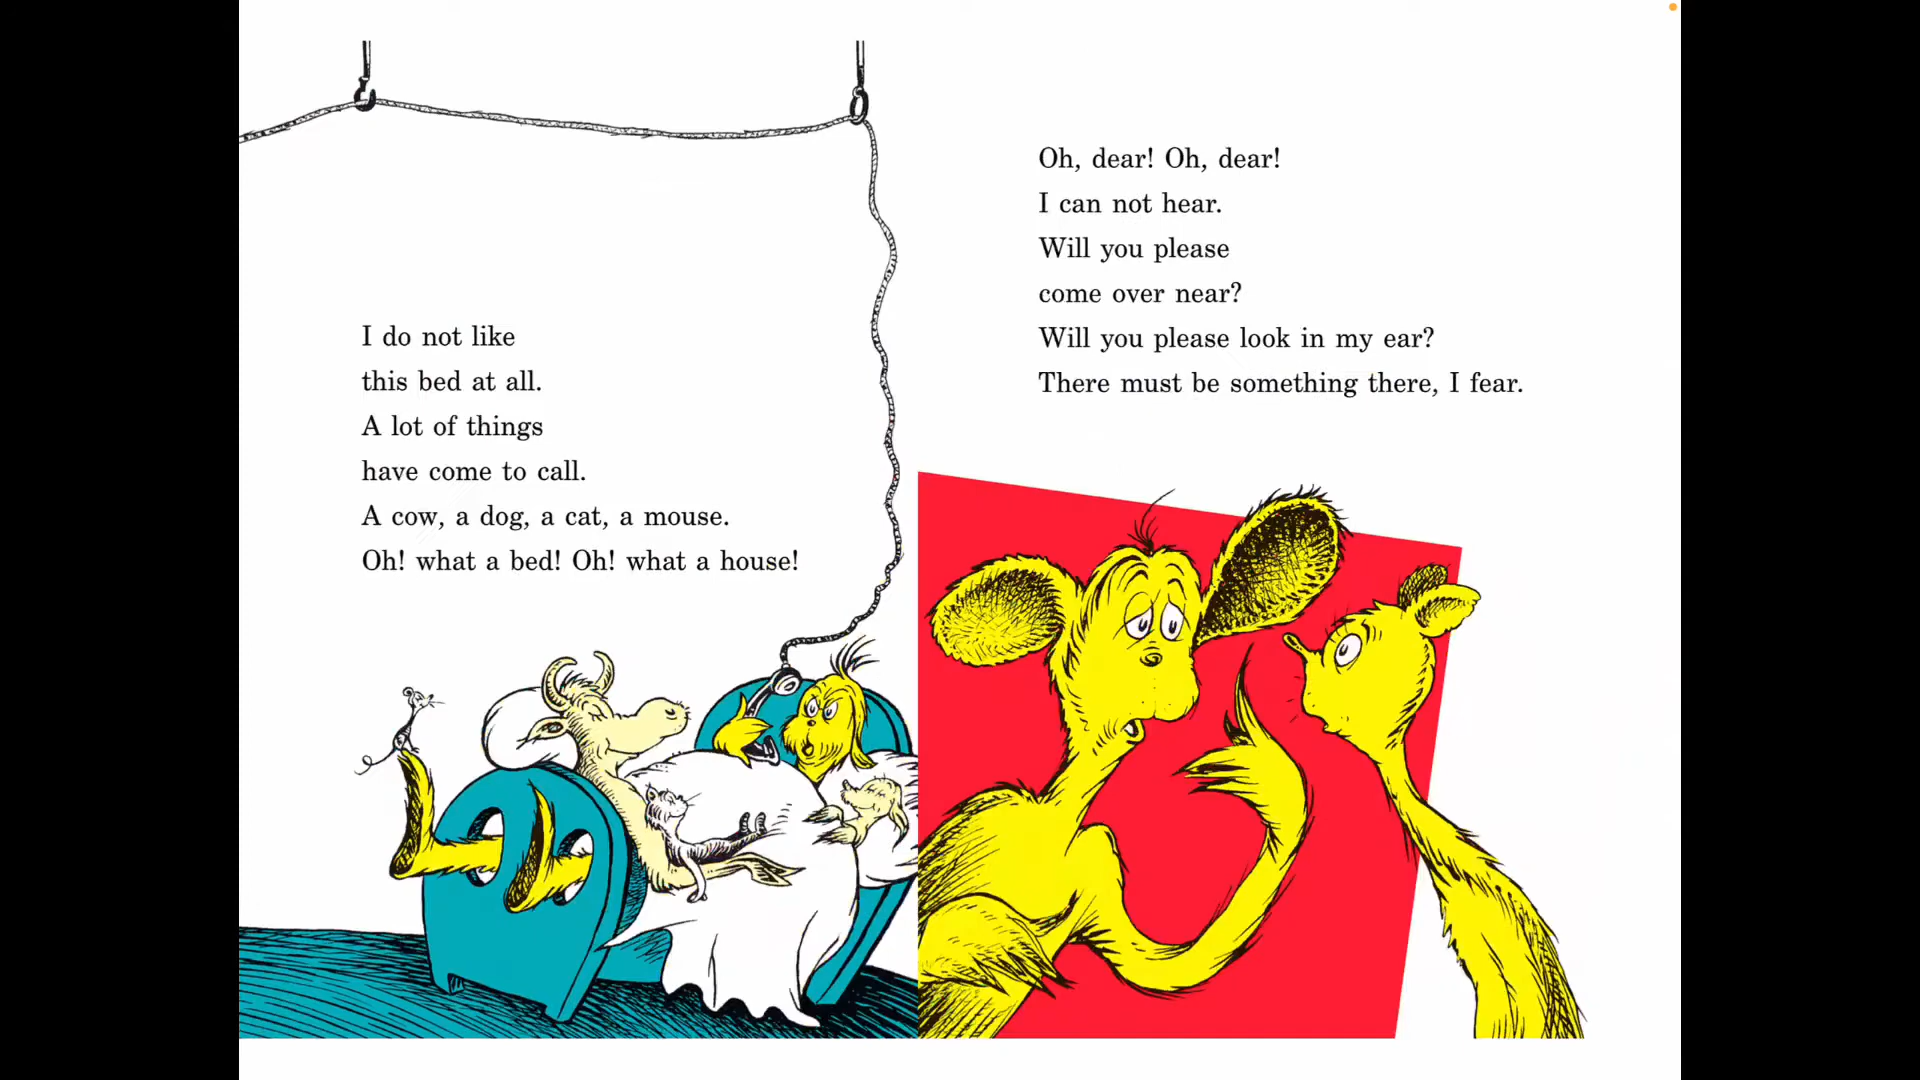 I do not like
this bed at all.
A lot of things
have come to call.
A cow, a dog, a cat, a mouse.
Oh! what a bed! Oh! what a house!
Oh, dear! Oh, dear!
I can not hear.
Will you please
come over near?
Will you please look in my ear?
There must be something there, I fear.